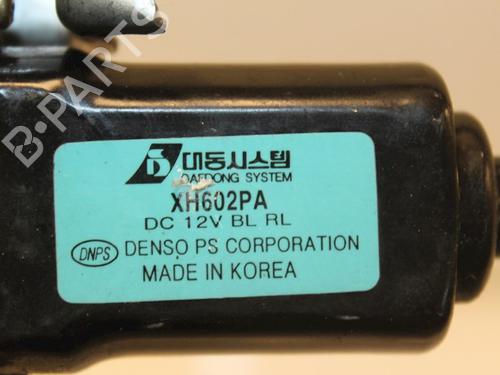 B·PARTS
대동시스템
DAEDONG SYSTEM
XH602PA
DC 12V BL RL
DNPS DENSO PS CORPORATION
MADE IN KOREA